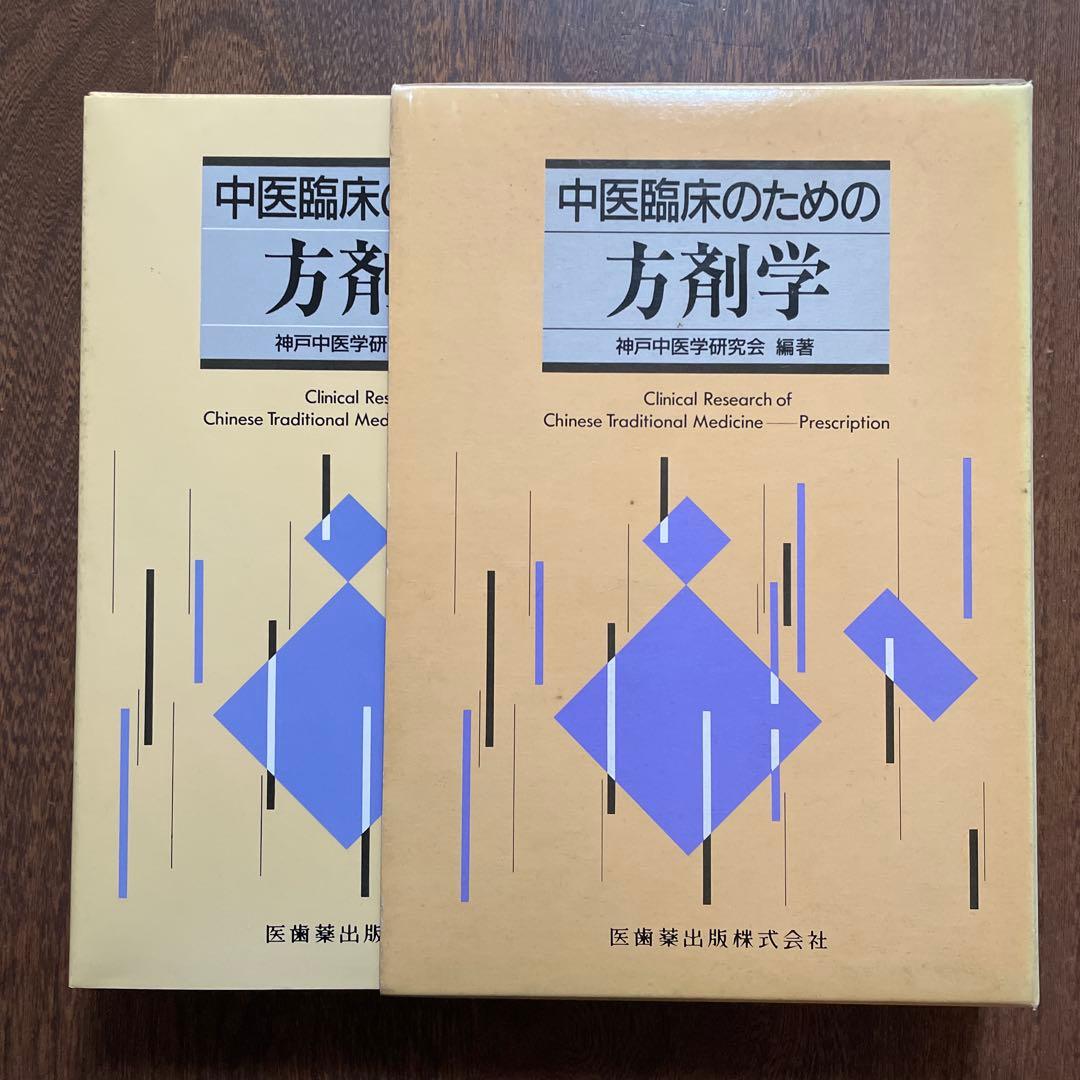 中医臨床の
方剤
神戸中医学研
Clinical Res
Chinese Traditional Med
医歯薬出版
中医臨床のための
方剤学
神戸中医学研究会 編著
Clinical Research of
Chinese Traditional Medicine——Prescription
医歯薬出版株式会社